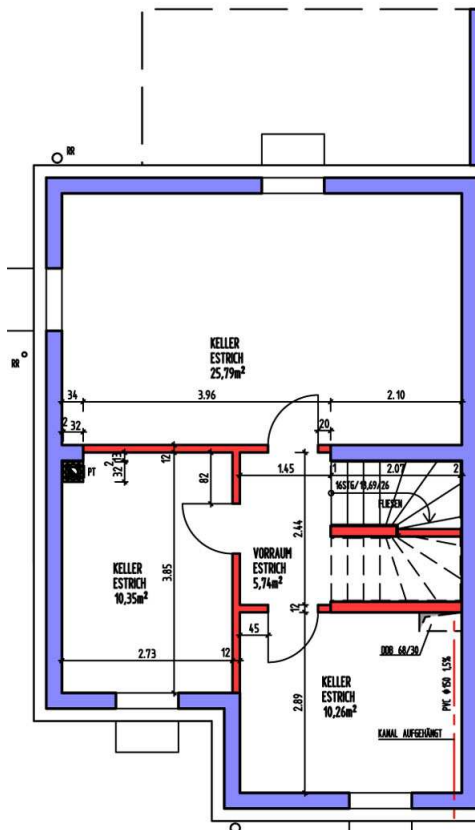 RR
RR
KELLER
ESTRICH
25,79m²
34
3.96
2.10
2
32
20
2
13
32
PT
12
82
1.45
1
2.07
2
16STG/18,69/26
FLIESEN
2.44
VORRAUM
ESTRICH
5,74m²
KELLER
ESTRICH
10,35m²
3.85
12
2.73
12
45
DDB 68/30
KELLER
ESTRICH
10,26m²
2.89
PVC Φ150 1,5%
KANAL AUFGEHÄNGT